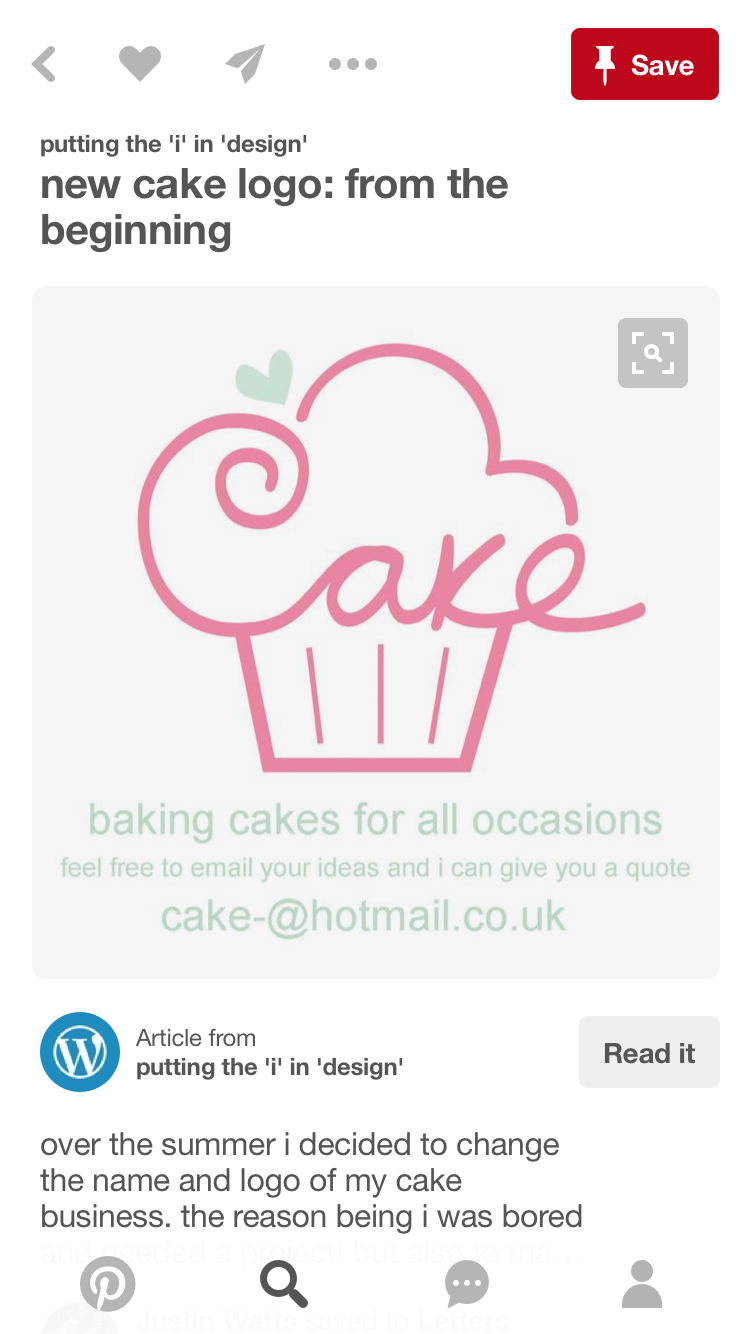 Save
putting the 'i' in 'design'
new cake logo: from the
beginning
Cake
baking cakes for all occasions
feel free to email your ideas and i can give you a quote
cake-@hotmail.co.uk
Article from
putting the 'i' in 'design'
Read it
over the summer i decided to change
the name and logo of my cake
business. the reason being i was bored
and needed a project! but also to ma...
Justin Watts saved to Letters